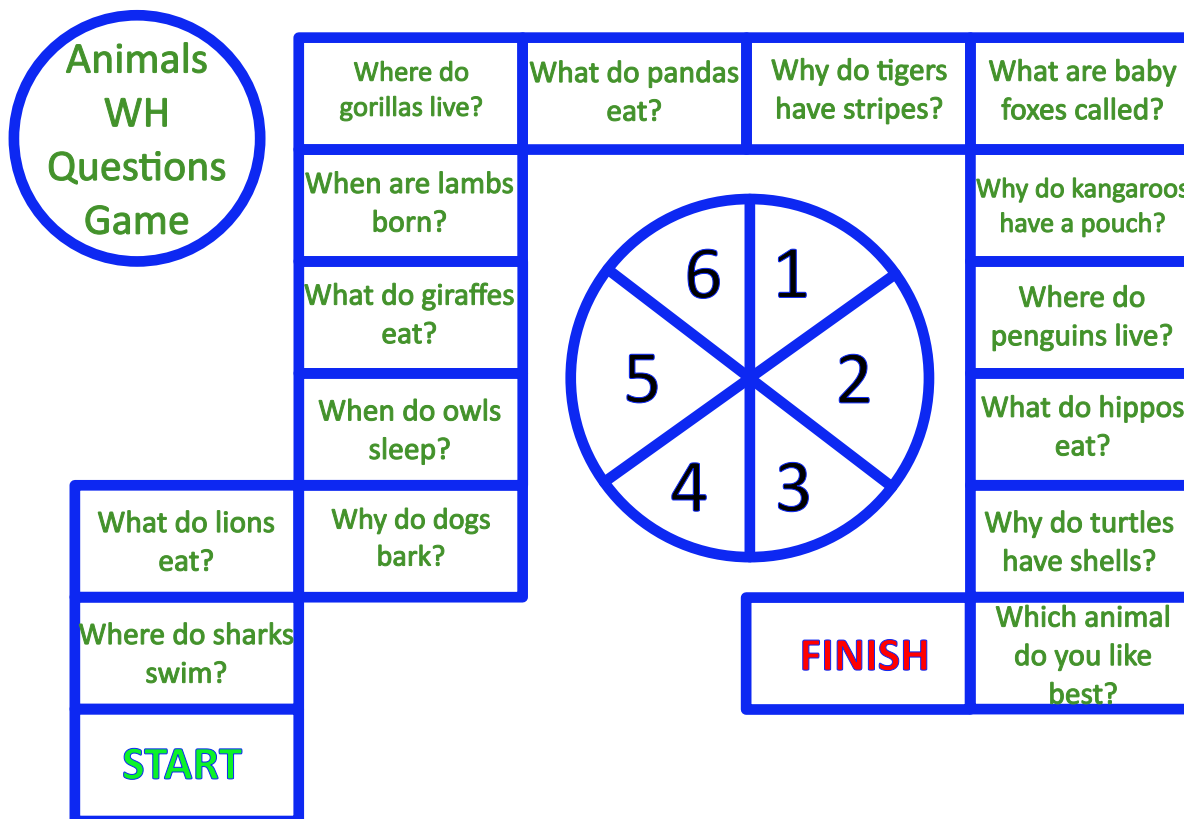 Animals
WH
Questions
Game
Where do
gorillas live?
What do pandas
eat?
Why do tigers
have stripes?
What are baby
foxes called?
When are lambs
born?
Why do kangaroos
have a pouch?
What do giraffes
eat?
Where do
penguins live?
When do owls
sleep?
What do hippos
eat?
What do lions
eat?
Why do dogs
bark?
Why do turtles
have shells?
Where do sharks
swim?
Which animal
do you like
best?
START
FINISH
6
1
5
2
4
3